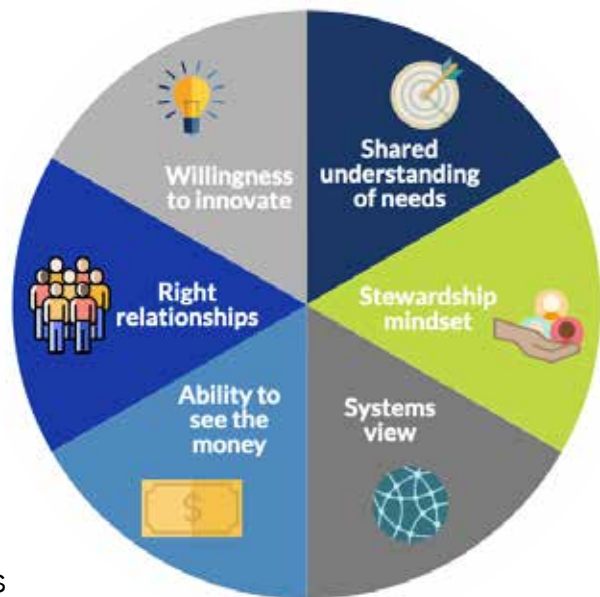 Willingness
to innovate
Shared
understanding
of needs
Right
relationships
Stewardship
mindset
Ability to
see the
money
Systems
view
$
s